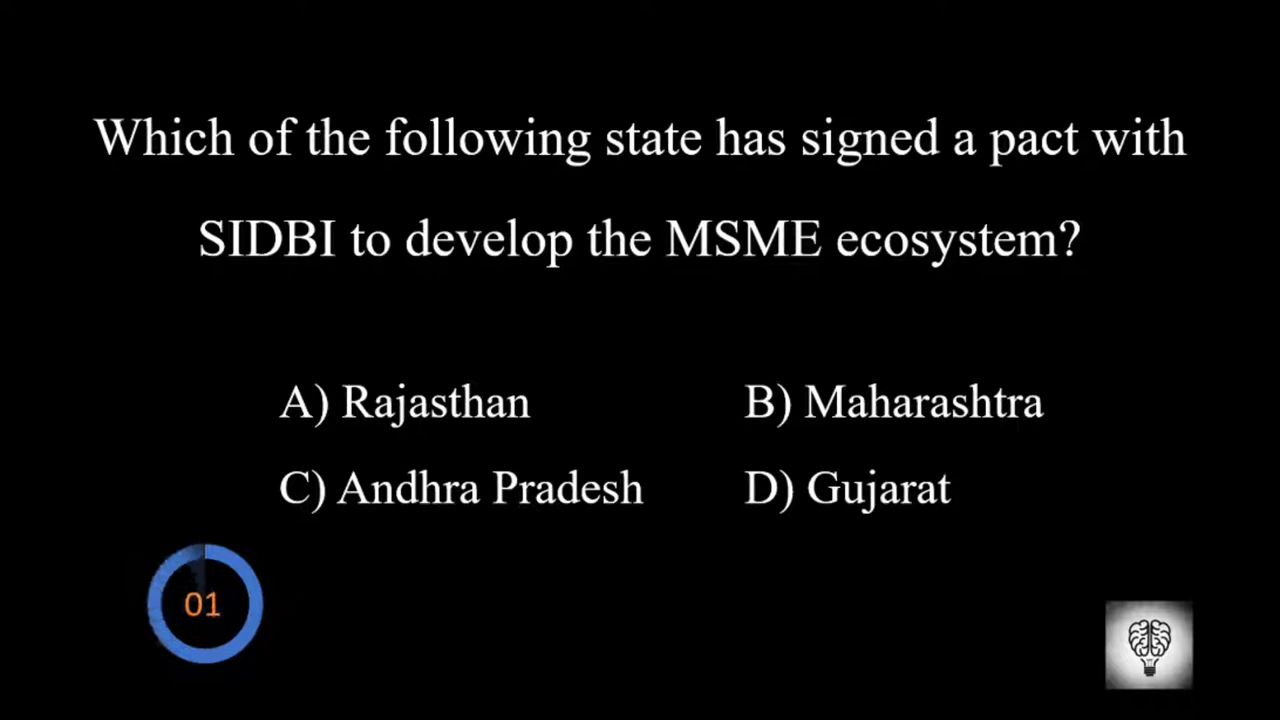 Which of the following state has signed a pact with
SIDBI to develop the MSME ecosystem?
A) Rajasthan
B) Maharashtra
C) Andhra Pradesh
D) Gujarat
01